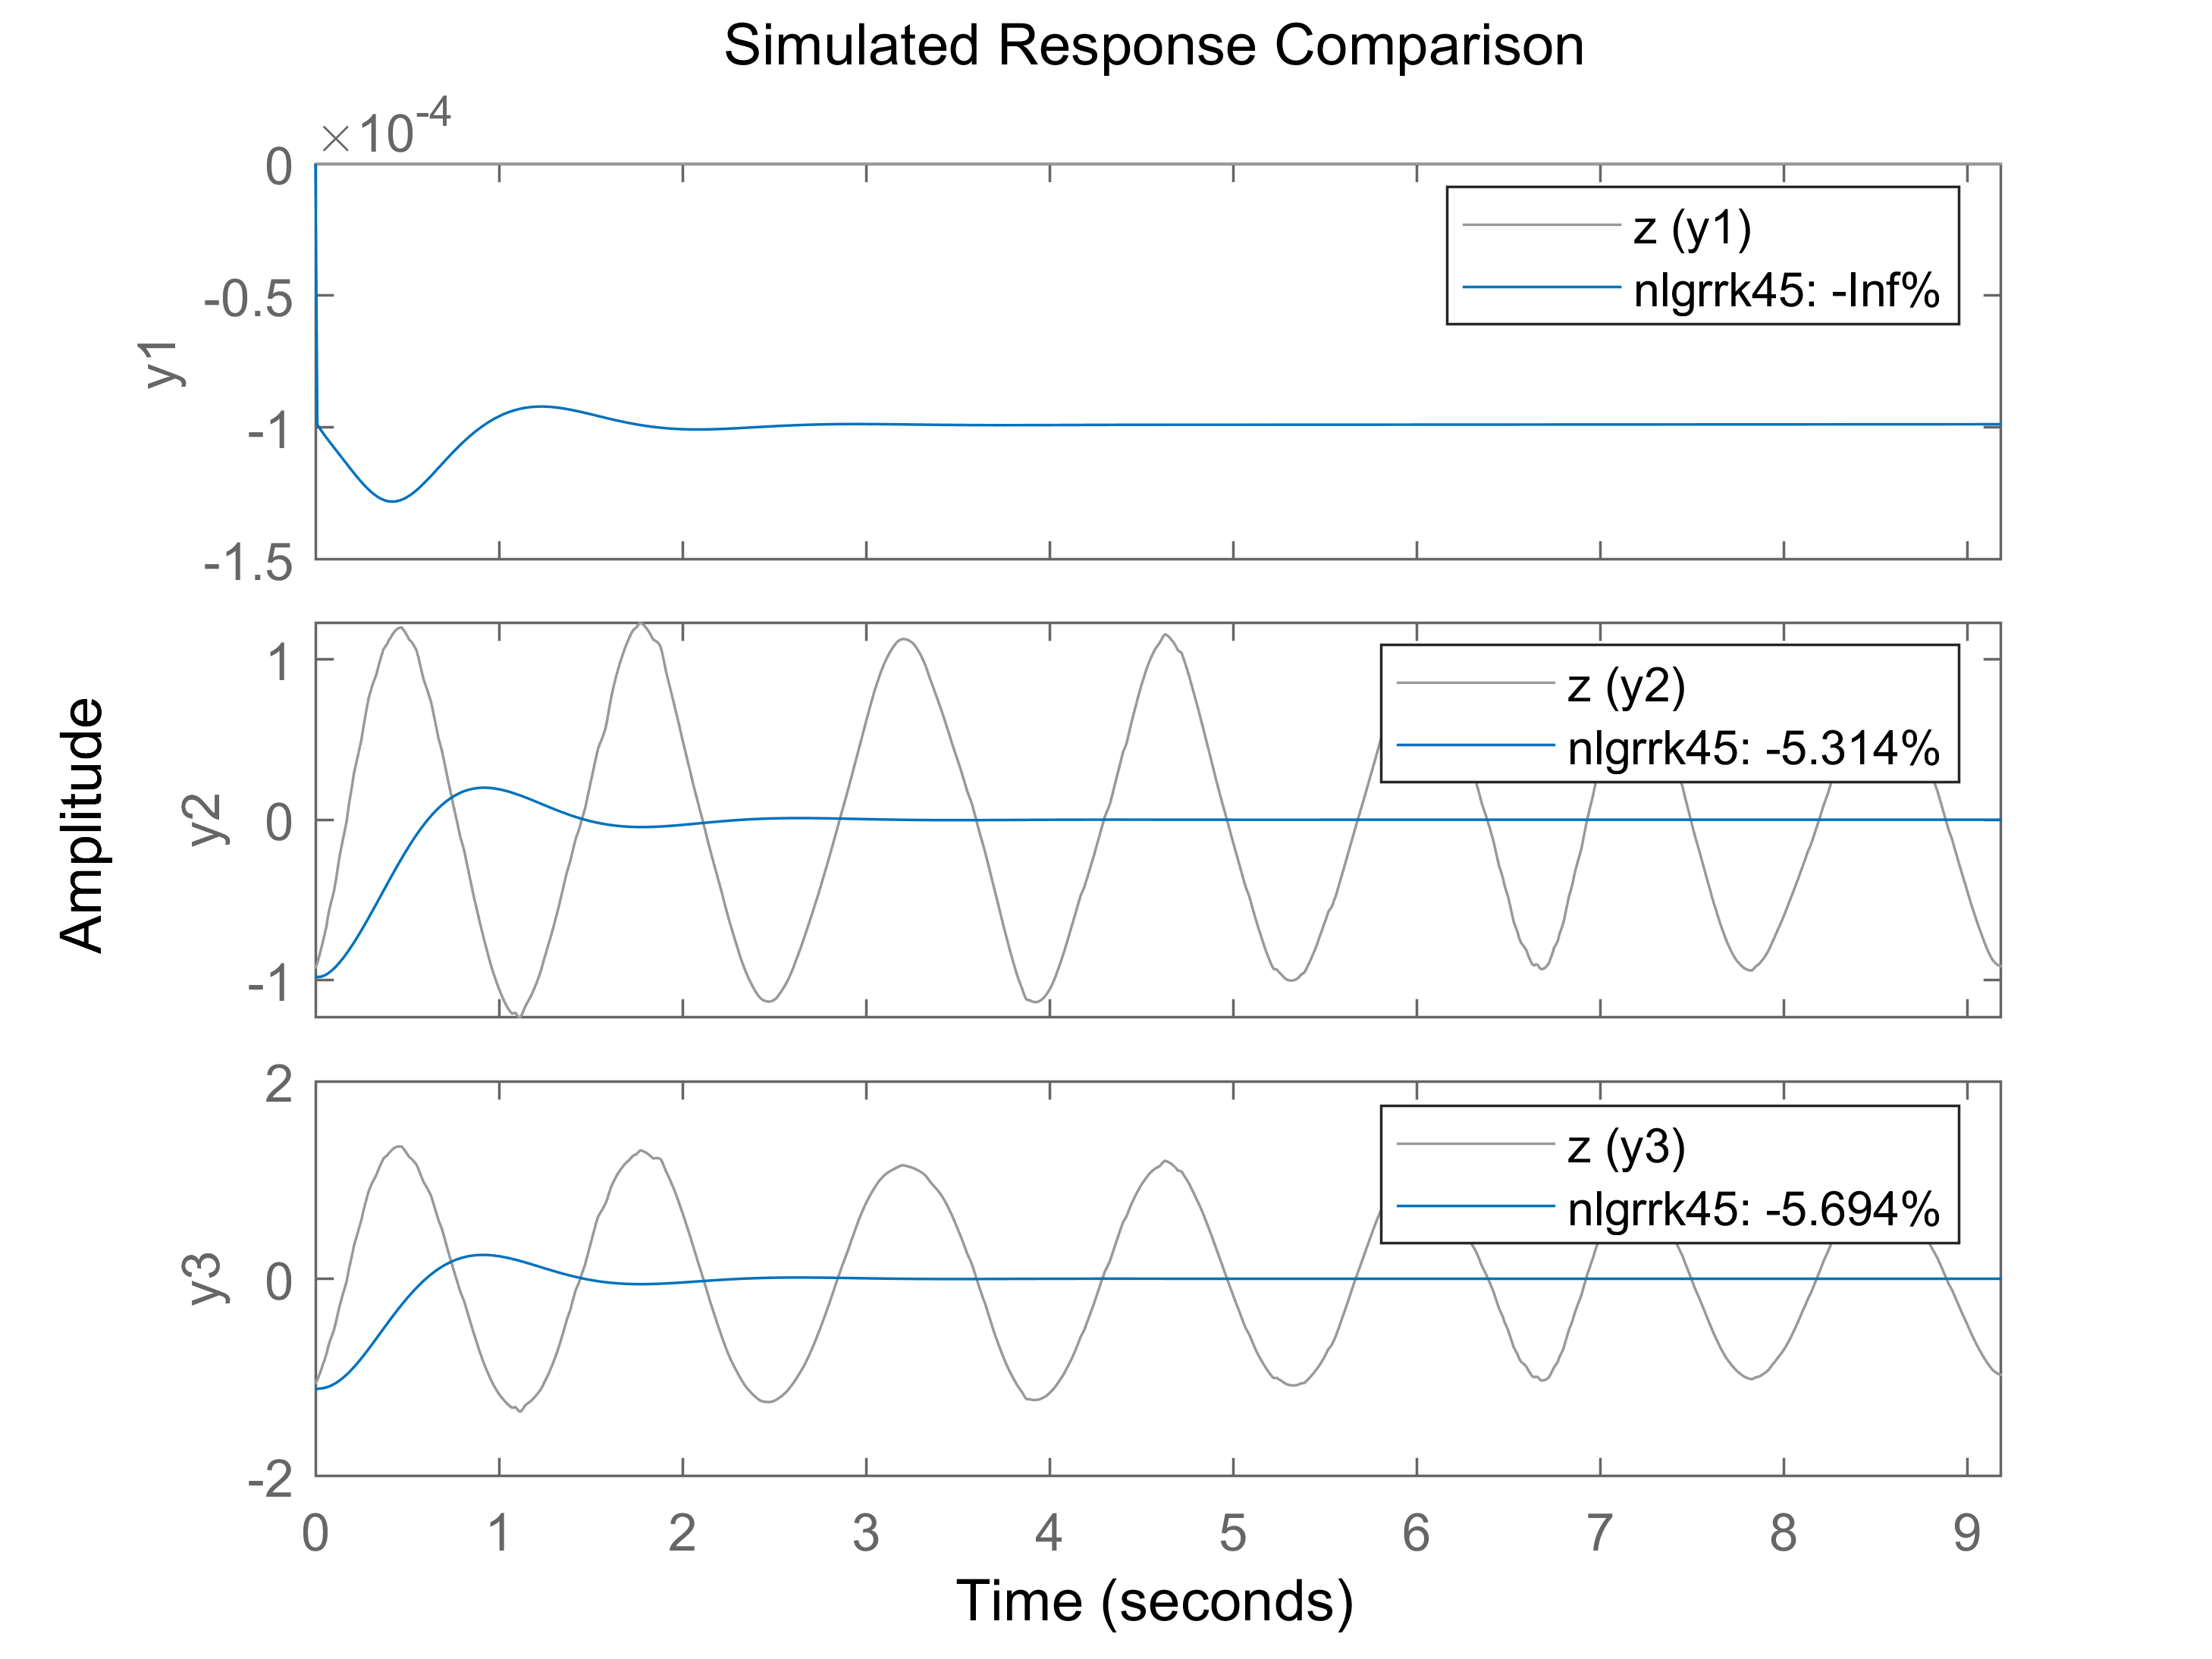 Simulated Response Comparison
×10-4
0
-0.5
-1
-1.5
y1
z (y1)
nlgrrk45: -Inf%
1
0
-1
y2
z (y2)
nlgrrk45: -5.314%
Amplitude
2
0
-2
y3
z (y3)
nlgrrk45: -5.694%
0 1 2 3 4 5 6 7 8 9
Time (seconds)